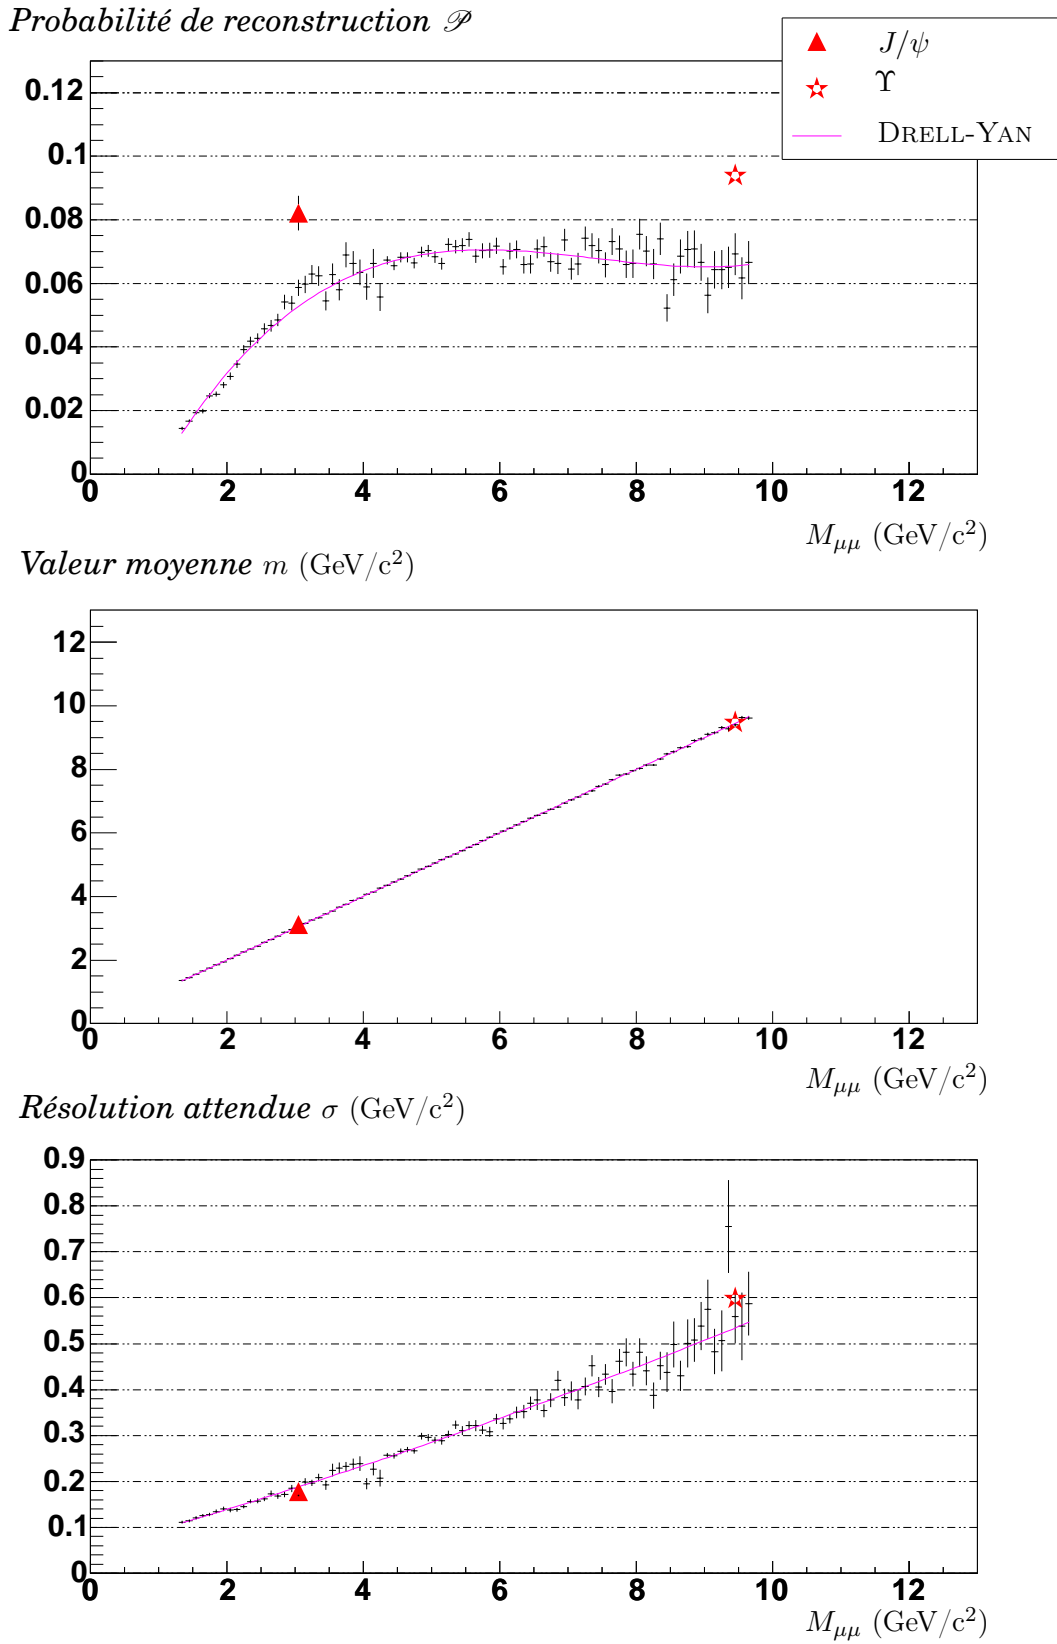 Probabilité de reconstruction 𝒫
J/ψ
ϒ
DRELL-YAN
0.12
0.1
0.08
0.06
0.04
0.02
0
0 2 4 6 8 10 12
M_μμ (GeV/c²)
Valeur moyenne m (GeV/c²)
12
10
8
6
4
2
0
0 2 4 6 8 10 12
M_μμ (GeV/c²)
Résolution attendue σ (GeV/c²)
0.9
0.8
0.7
0.6
0.5
0.4
0.3
0.2
0.1
0
0 2 4 6 8 10 12
M_μμ (GeV/c²)